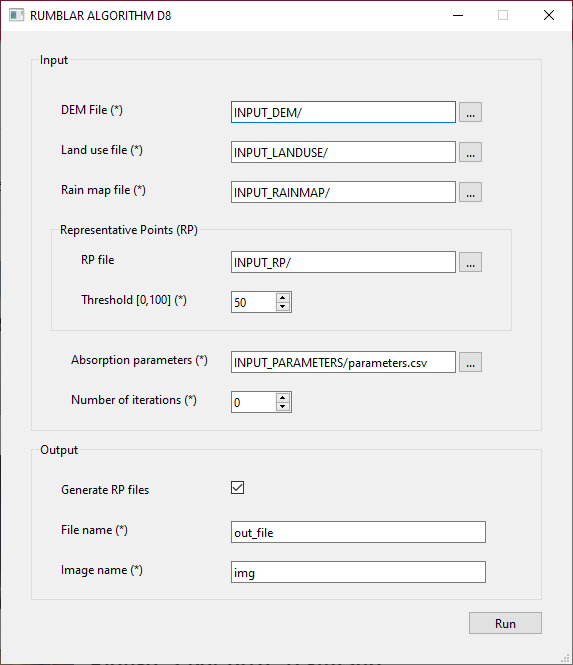 RUMBLAR ALGORITHM D8
Input
DEM File (*) INPUT_DEM/ ...
Land use file (*) INPUT_LANDUSE/ ...
Rain map file (*) INPUT_RAINMAP/ ...
Representative Points (RP)
RP file INPUT_RP/ ...
Threshold [0,100] (*) 50
Absorption parameters (*) INPUT_PARAMETERS/parameters.csv ...
Number of iterations (*) 0
Output
Generate RP files
File name (*) out_file
Image name (*) img
Run